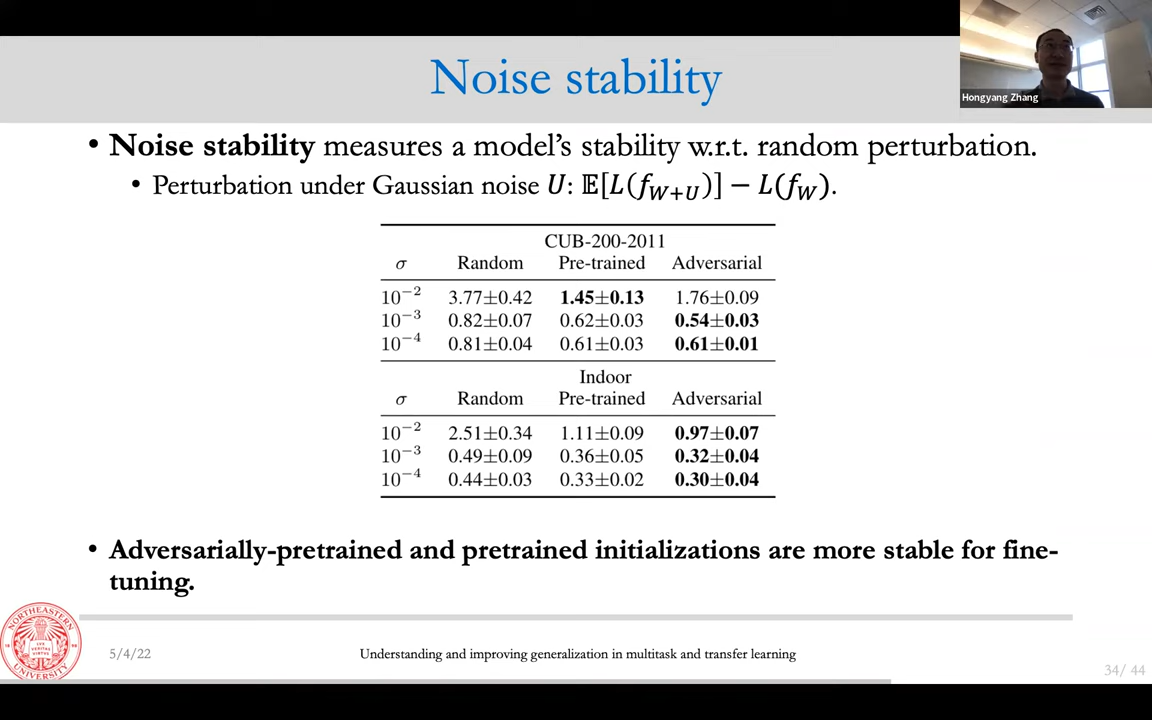 Noise stability
Hongyang Zhang
• Noise stability measures a model's stability w.r.t. random perturbation.
• Perturbation under Gaussian noise U: 𝔼[L(f_{W+U})] − L(f_W).
CUB-200-2011
σ Random Pre-trained Adversarial
10⁻² 3.77±0.42 1.45±0.13 1.76±0.09
10⁻³ 0.82±0.07 0.62±0.03 0.54±0.03
10⁻⁴ 0.81±0.04 0.61±0.03 0.61±0.01
Indoor
σ Random Pre-trained Adversarial
10⁻² 2.51±0.34 1.11±0.09 0.97±0.07
10⁻³ 0.49±0.09 0.36±0.05 0.32±0.04
10⁻⁴ 0.44±0.03 0.33±0.02 0.30±0.04
• Adversarially-pretrained and pretrained initializations are more stable for fine-
tuning.
NORTHEASTERN
UNIVERSITY
5/4/22
Understanding and improving generalization in multitask and transfer learning
34/ 44